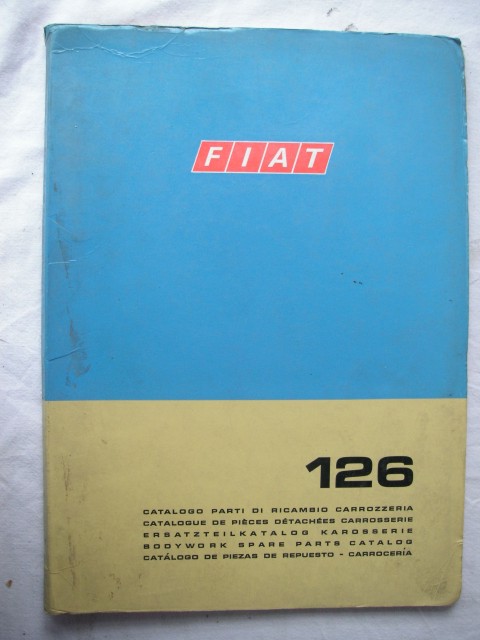 FIAT
126
CATALOGO PARTI DI RICAMBIO CARROZZERIA
CATALOGUE DE PIÈCES DÉTACHÉES CARROSSERIE
ERSATZTEILKATALOG KAROSSERIE
BODYWORK SPARE PARTS CATALOG
CATÁLOGO DE PIEZAS DE REPUESTO - CARROCERÍA